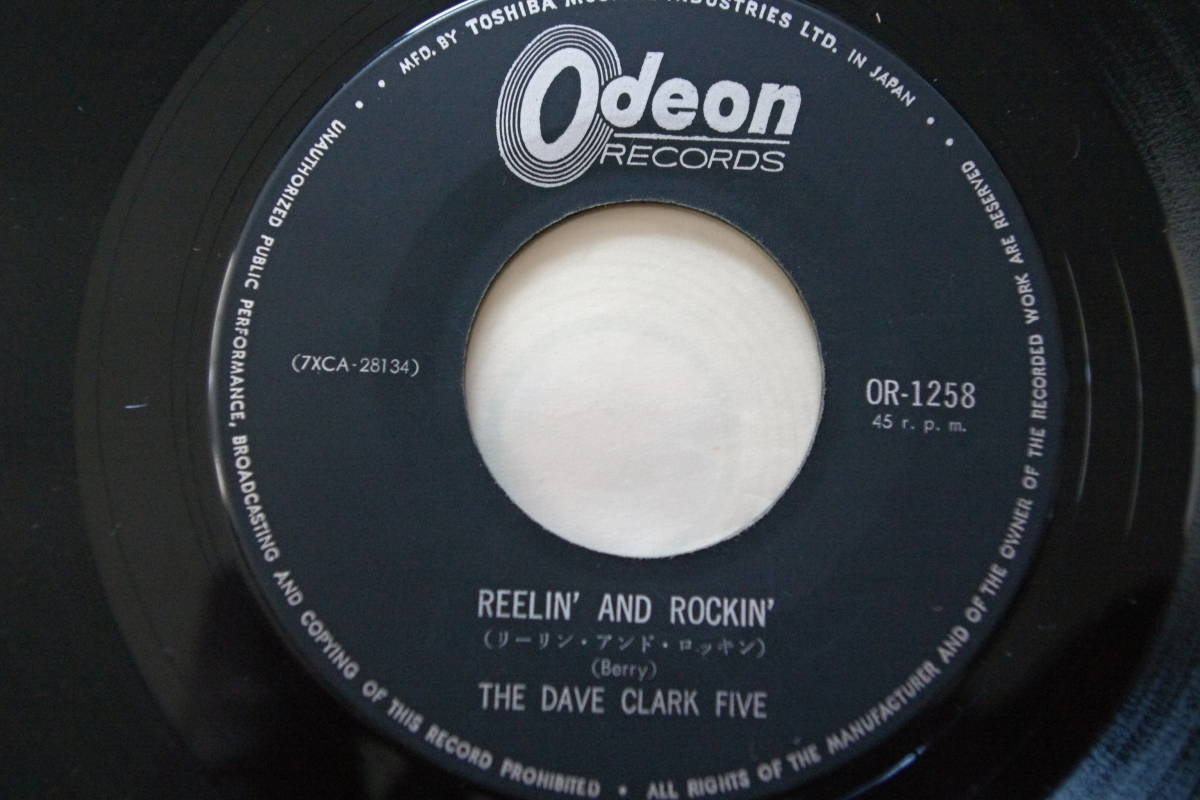 MFD. BY TOSHIBA INDUSTRIES LTD. IN JAPAN
Odeon
RECORDS
(7XCA-28134)
OR-1258
45 r. p. m.
REELIN' AND ROCKIN'
(リーリン・アンド・ロッキン)
(Berry)
THE DAVE CLARK FIVE
UNAUTHORIZED PUBLIC PERFORMANCE, BROADCASTING AND COPYING OF THIS RECORD PROHIBITED • ALL RIGHTS OF THE MANUFACTURER AND OF THE OWNER OF THE RECORDED WORK ARE RESERVED